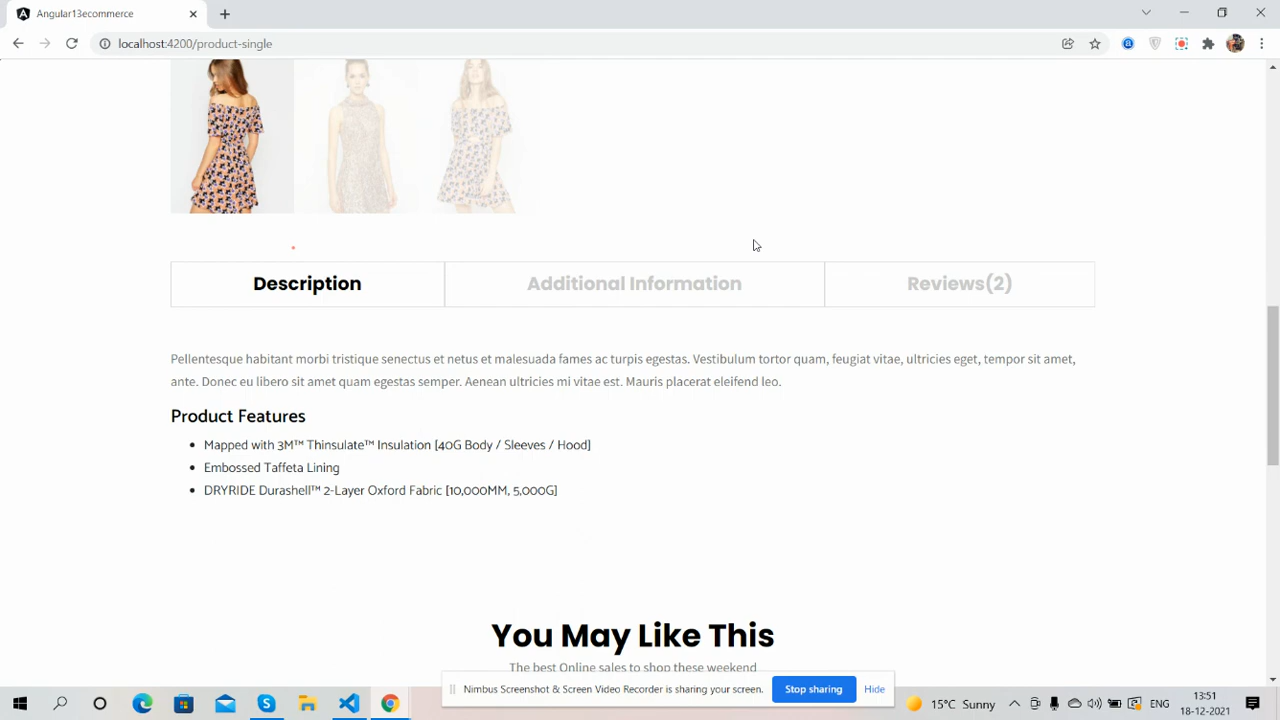 Angular13ecommerce
localhost:4200/product-single
Description
Additional Information
Reviews(2)
Pellentesque habitant morbi tristique senectus et netus et malesuada fames ac turpis egestas. Vestibulum tortor quam, feugiat vitae, ultricies eget, tempor sit amet,
ante. Donec eu libero sit amet quam egestas semper. Aenean ultricies mi vitae est. Mauris placerat eleifend leo.
Product Features
Mapped with 3M™ Thinsulate™ Insulation [40G Body / Sleeves / Hood]
Embossed Taffeta Lining
DRYRIDE Durashell™ 2-Layer Oxford Fabric [10,000MM, 5,000G]
You May Like This
The best Online sales to shop these weekend
Nimbus Screenshot & Screen Video Recorder is sharing your screen.
Stop sharing
Hide
15°C Sunny
ENG
13:51
18-12-2021